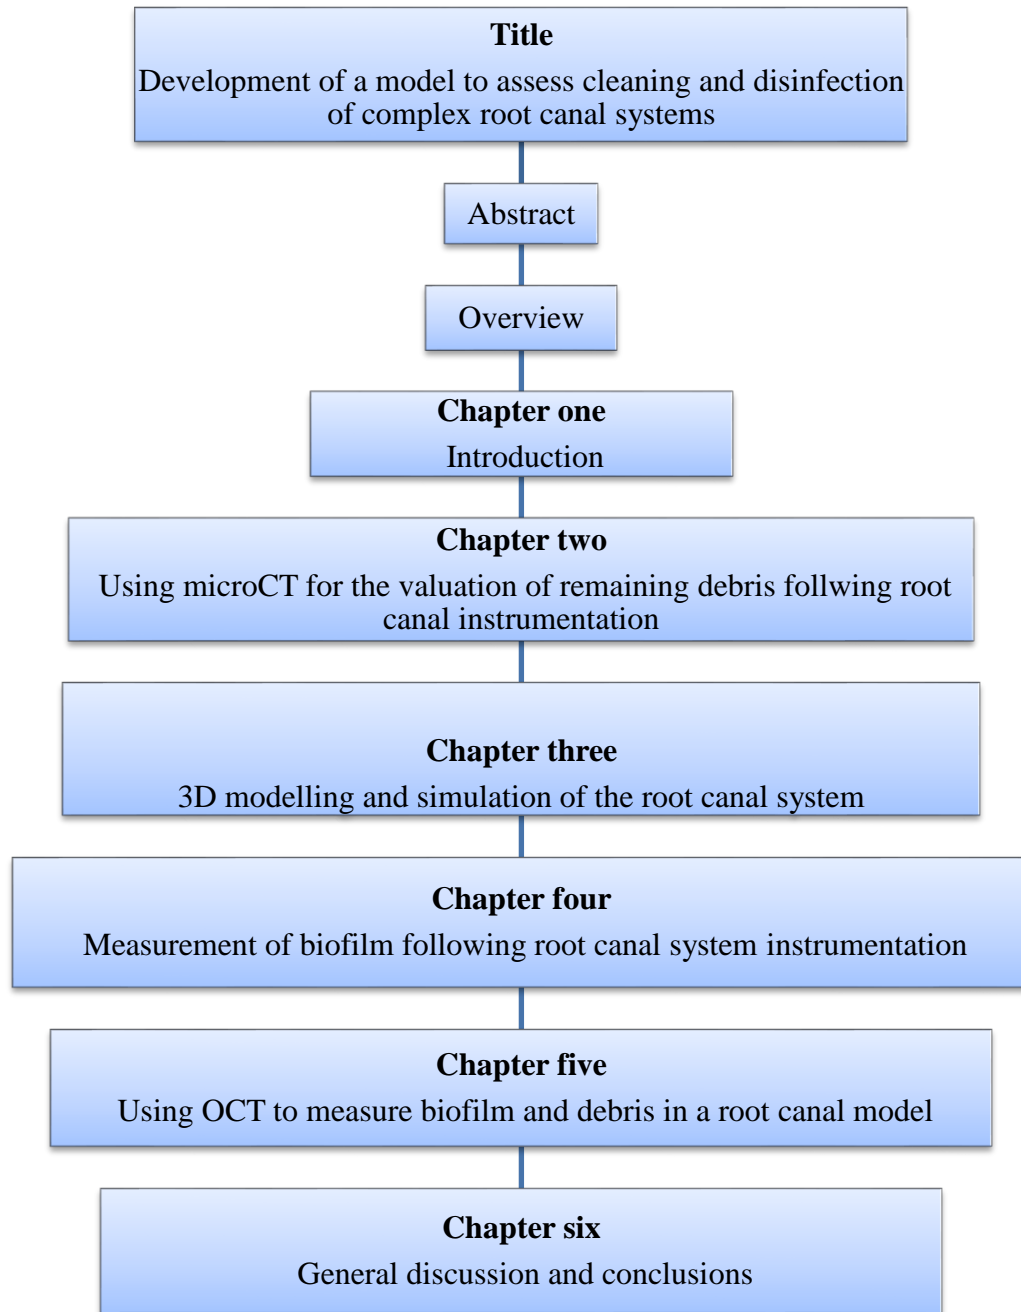 Title
Development of a model to assess cleaning and disinfection
of complex root canal systems
Abstract
Overview
Chapter one
Introduction
Chapter two
Using microCT for the valuation of remaining debris follwing root
canal instrumentation
Chapter three
3D modelling and simulation of the root canal system
Chapter four
Measurement of biofilm following root canal system instrumentation
Chapter five
Using OCT to measure biofilm and debris in a root canal model
Chapter six
General discussion and conclusions